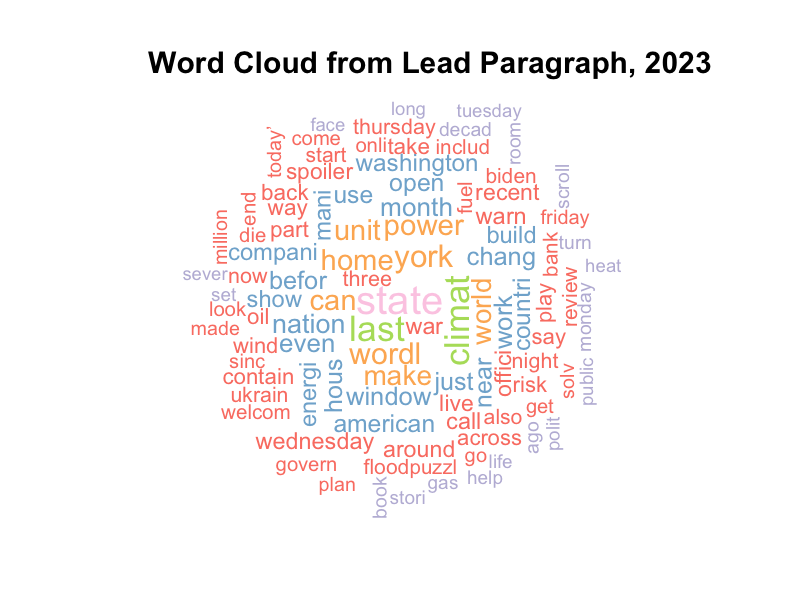 Word Cloud from Lead Paragraph, 2023
long tuesday
face thursday decad
today’ come onli take includ room
start washington
spoiler open fuel biden scroll
back mani use month recent
end way warn friday
million die part unit power build turn
compani home york chang bank
sever now befor three heat
set show can state climat world countri play review monday
look oil nation last war work
made wind even say
sinc wordl offici night
contain energi hous make just near risk solv public
ukrain window live get
welcom american call also ago polit
wednesday around across
govern flood puzzl go life
plan book stori gas help